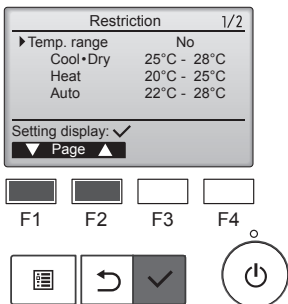 Restriction 1/2
Temp. range No
Cool•Dry 25°C - 28°C
Heat 20°C - 25°C
Auto 22°C - 28°C
Setting display: ✓
▼ Page ▲
F1 F2 F3 F4